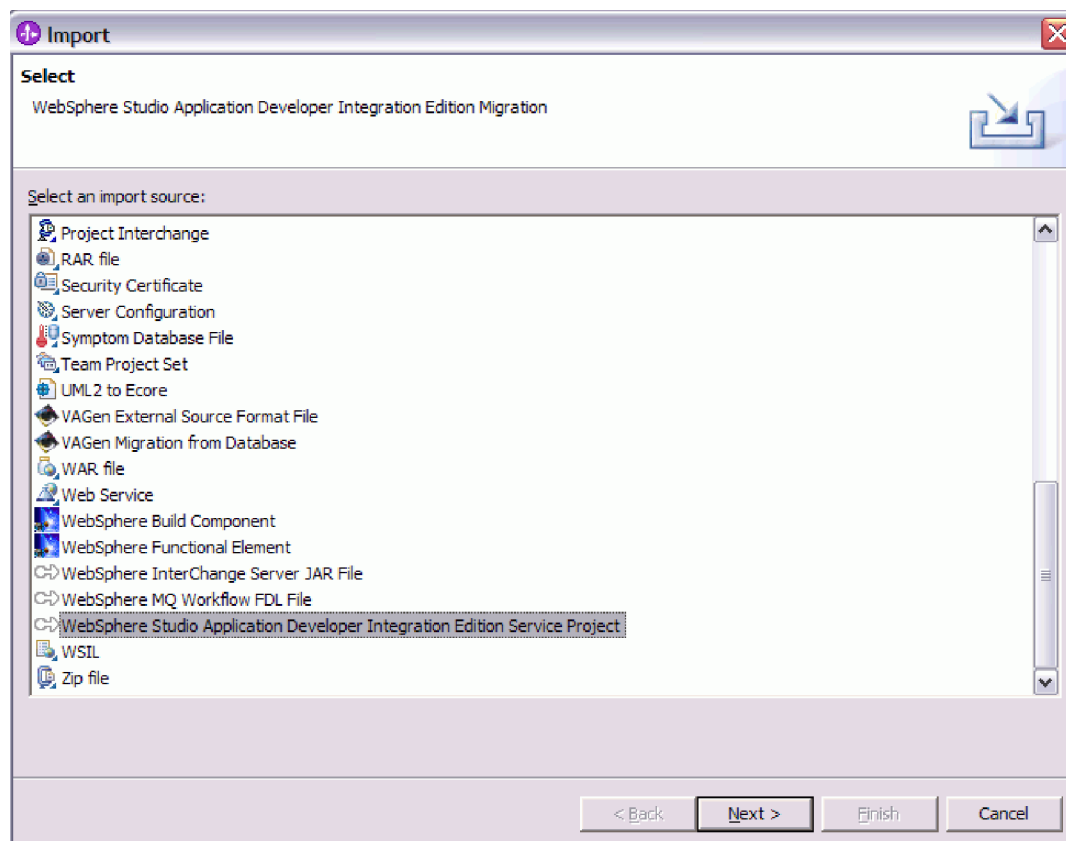 Import
Select
WebSphere Studio Application Developer Integration Edition Migration
Select an import source:
Project Interchange
RAR file
Security Certificate
Server Configuration
Symptom Database File
Team Project Set
UML2 to Ecore
VAGen External Source Format File
VAGen Migration from Database
WAR file
Web Service
WebSphere Build Component
WebSphere Functional Element
WebSphere InterChange Server JAR File
WebSphere MQ Workflow FDL File
WebSphere Studio Application Developer Integration Edition Service Project
WSIL
Zip file
< Back Next > Finish Cancel